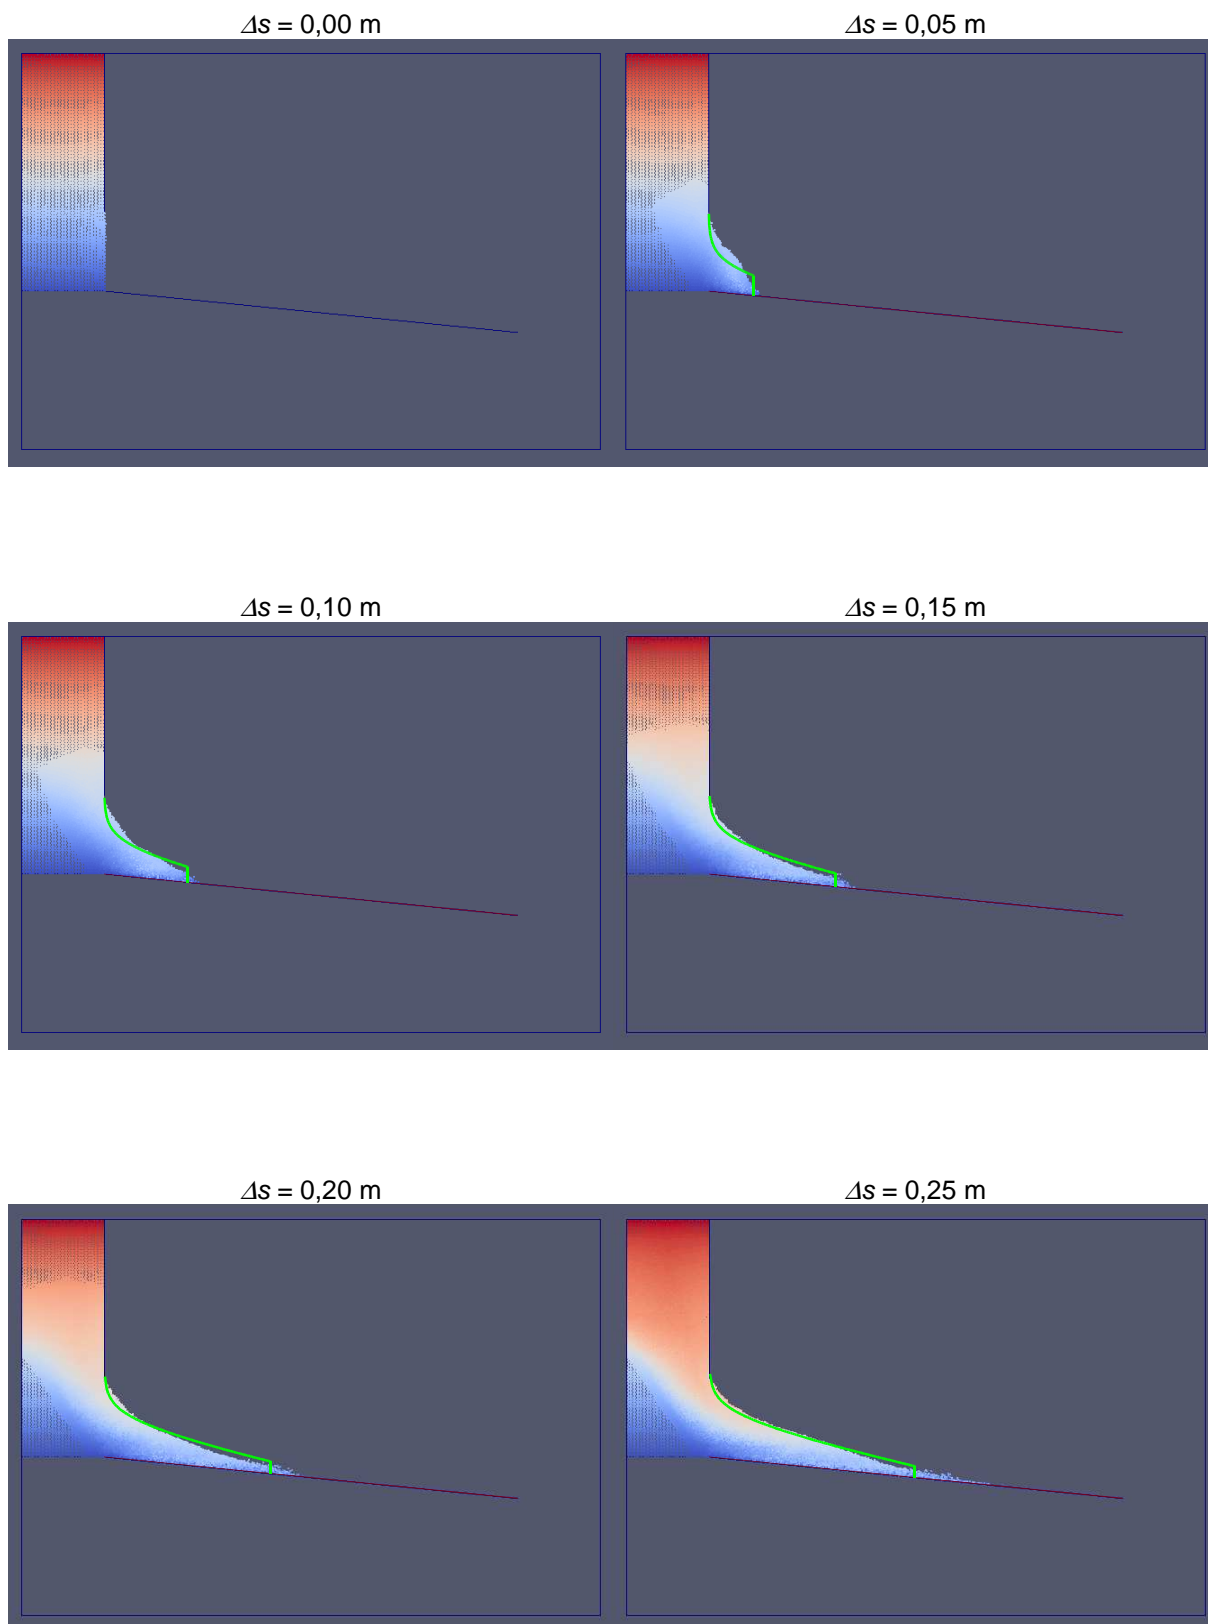 Δs = 0,00 m
Δs = 0,05 m
Δs = 0,10 m
Δs = 0,15 m
Δs = 0,20 m
Δs = 0,25 m